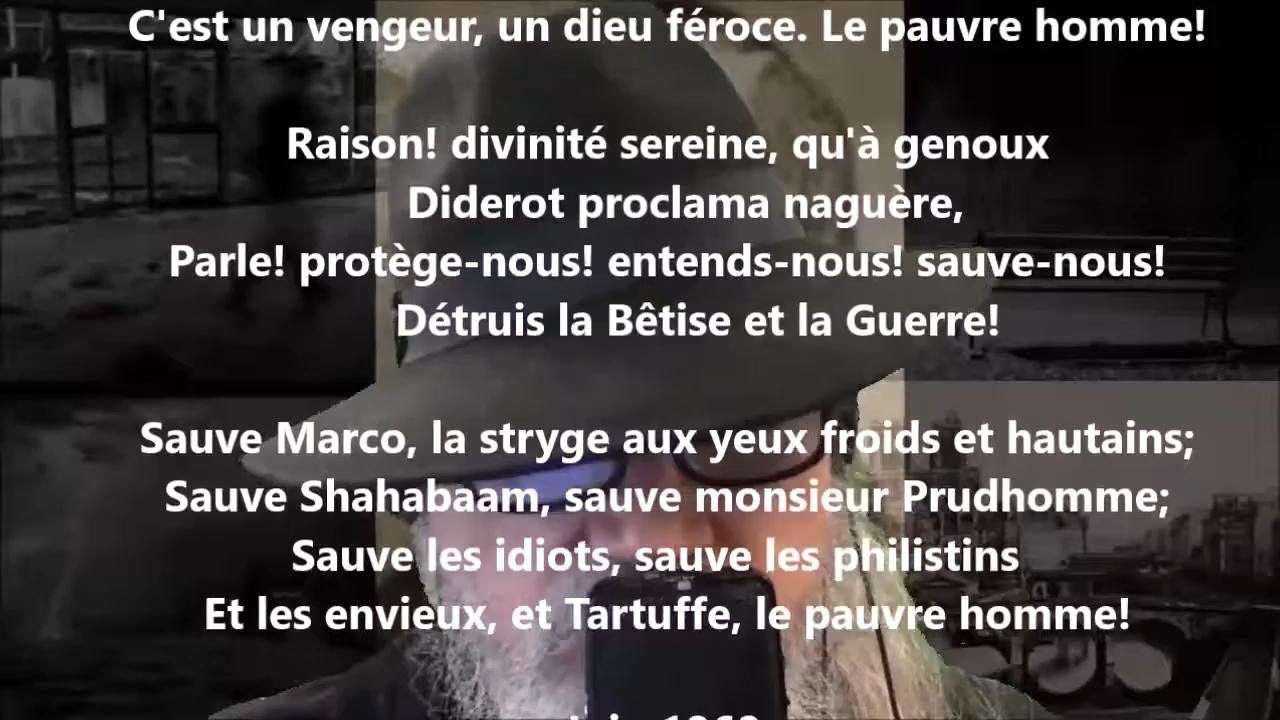 C'est un vengeur, un dieu féroce. Le pauvre homme!
Raison! divinité sereine, qu'à genoux
Diderot proclama naguère,
Parle! protège-nous! entends-nous! sauve-nous!
Détruis la Bêtise et la Guerre!
Sauve Marco, la stryge aux yeux froids et hautains;
Sauve Shahabaam, sauve monsieur Prudhomme;
Sauve les idiots, sauve les philistins
Et les envieux, et Tartuffe, le pauvre homme!